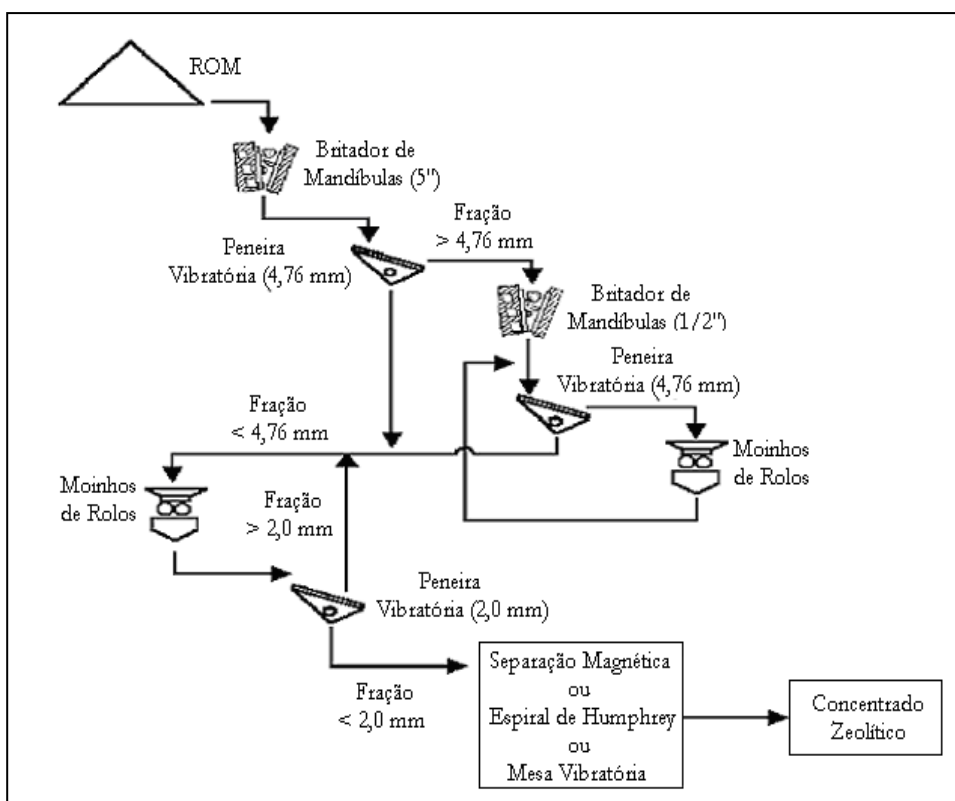 ROM
Britador de
Mandíbulas (5")
Fração
> 4,76 mm
Peneira
Vibratória (4,76 mm)
Britador de
Mandíbulas (1/2")
Peneira
Vibratória (4,76 mm)
Fração
< 4,76 mm
Moinhos
de Rolos
Moinhos
de Rolos
Fração
> 2,0 mm
Peneira
Vibratória (2,0 mm)
Fração
< 2,0 mm
Separação Magnética
ou
Espiral de Humphrey
ou
Mesa Vibratória
Concentrado
Zeolítico